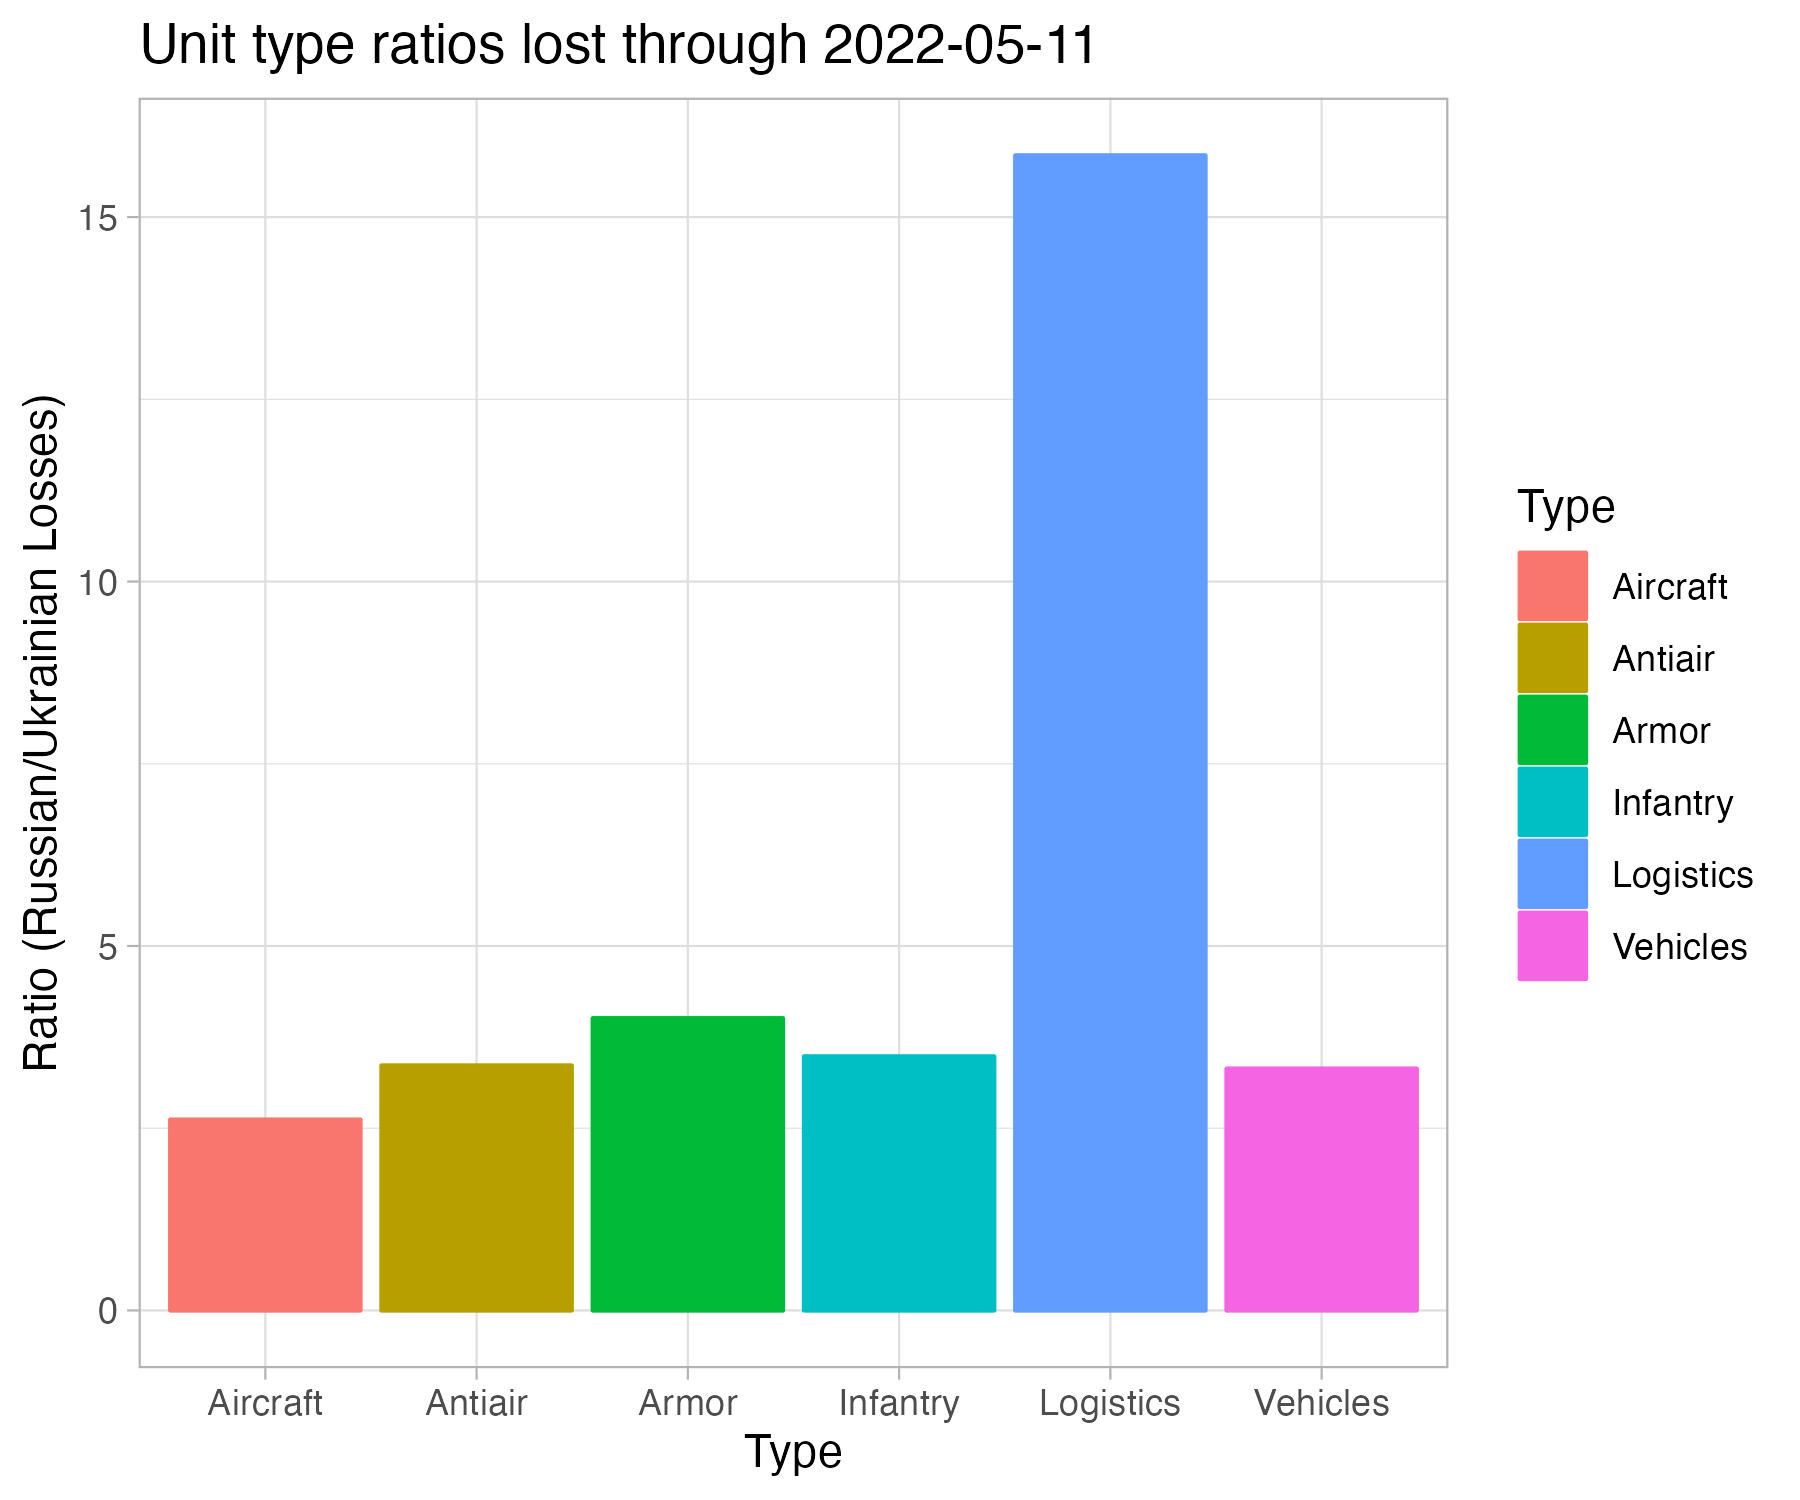 Unit type ratios lost through 2022-05-11
Ratio (Russian/Ukrainian Losses)
15
10
5
0
Aircraft
Antiair
Armor
Infantry
Logistics
Vehicles
Type
Type
Aircraft
Antiair
Armor
Infantry
Logistics
Vehicles